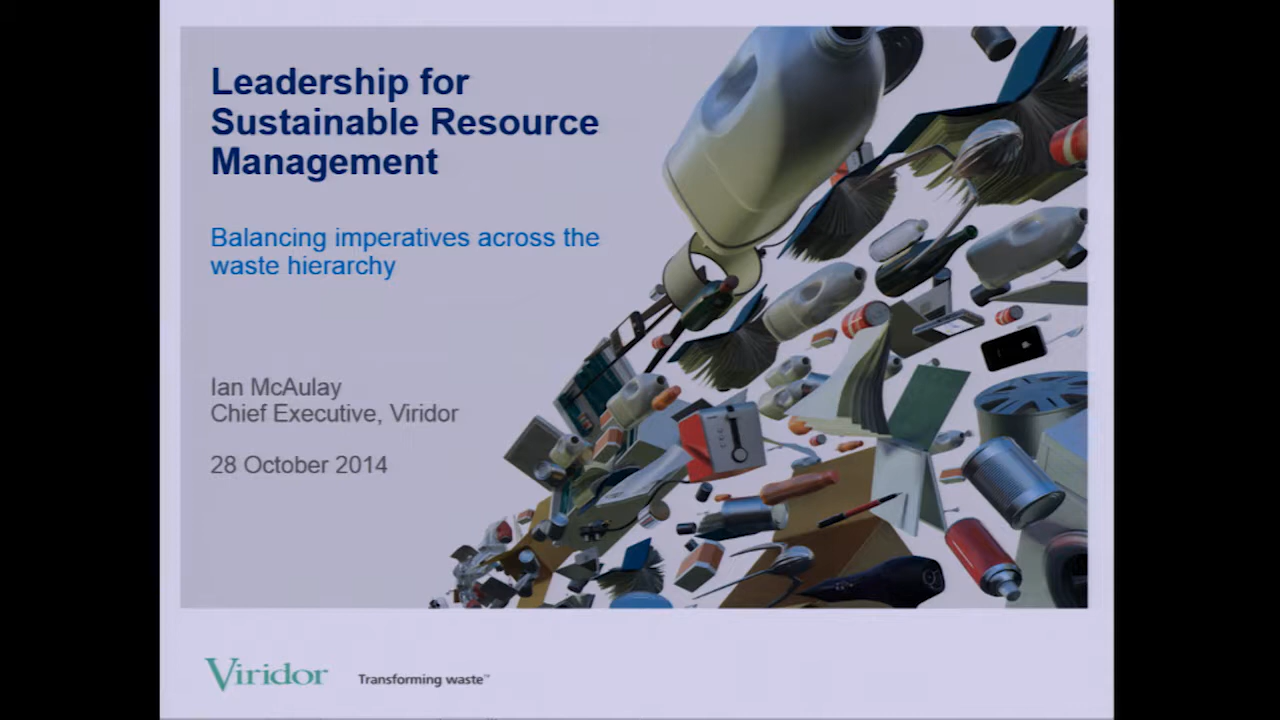 Leadership for
Sustainable Resource
Management
Balancing imperatives across the
waste hierarchy
Ian McAulay
Chief Executive, Viridor
28 October 2014
Viridor
Transforming waste™